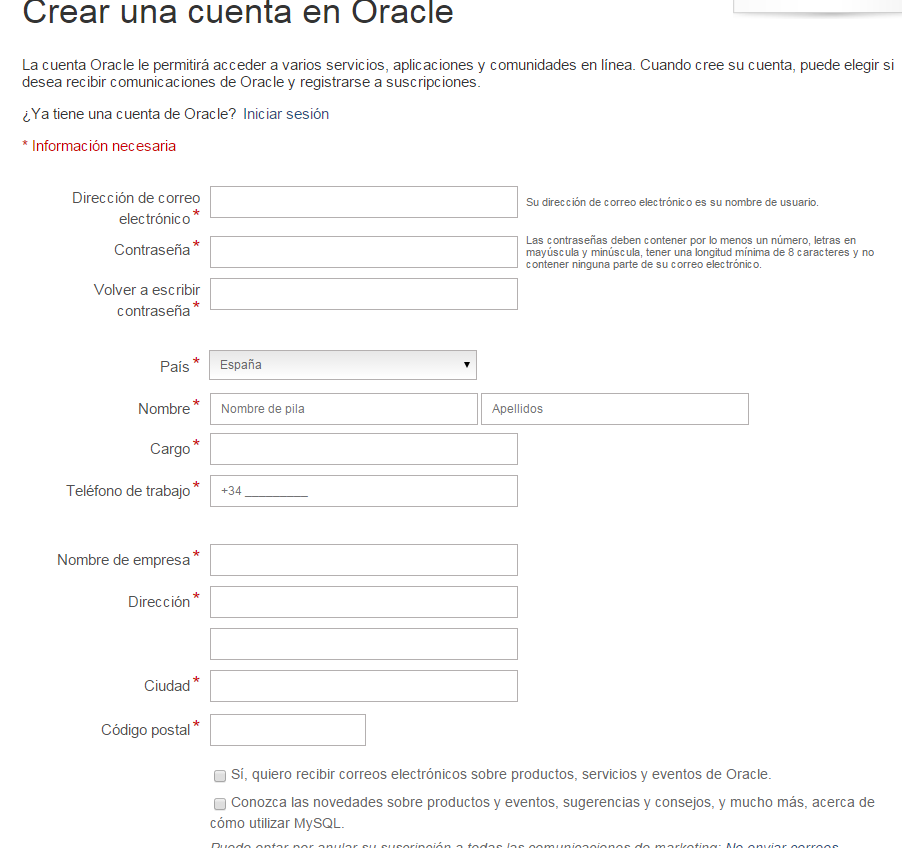 Crear una cuenta en Oracle
La cuenta Oracle le permitirá acceder a varios servicios, aplicaciones y comunidades en línea. Cuando cree su cuenta, puede elegir si
desea recibir comunicaciones de Oracle y registrarse a suscripciones.
¿Ya tiene una cuenta de Oracle? Iniciar sesión
* Información necesaria
Dirección de correo
electrónico *
Su dirección de correo electrónico es su nombre de usuario.
Contraseña *
Las contraseñas deben contener por lo menos un número, letras en
mayúscula y minúscula, tener una longitud mínima de 8 caracteres y no
contener ninguna parte de su correo electrónico.
Volver a escribir
contraseña *
País * España
Nombre * Nombre de pila Apellidos
Cargo *
Teléfono de trabajo * +34 _________
Nombre de empresa *
Dirección *
Ciudad *
Código postal *
Sí, quiero recibir correos electrónicos sobre productos, servicios y eventos de Oracle.
Conozca las novedades sobre productos y eventos, sugerencias y consejos, y mucho más, acerca de
cómo utilizar MySQL.
Puede optar por anular su suscripción a todas las comunicaciones de marketing: No enviar correos